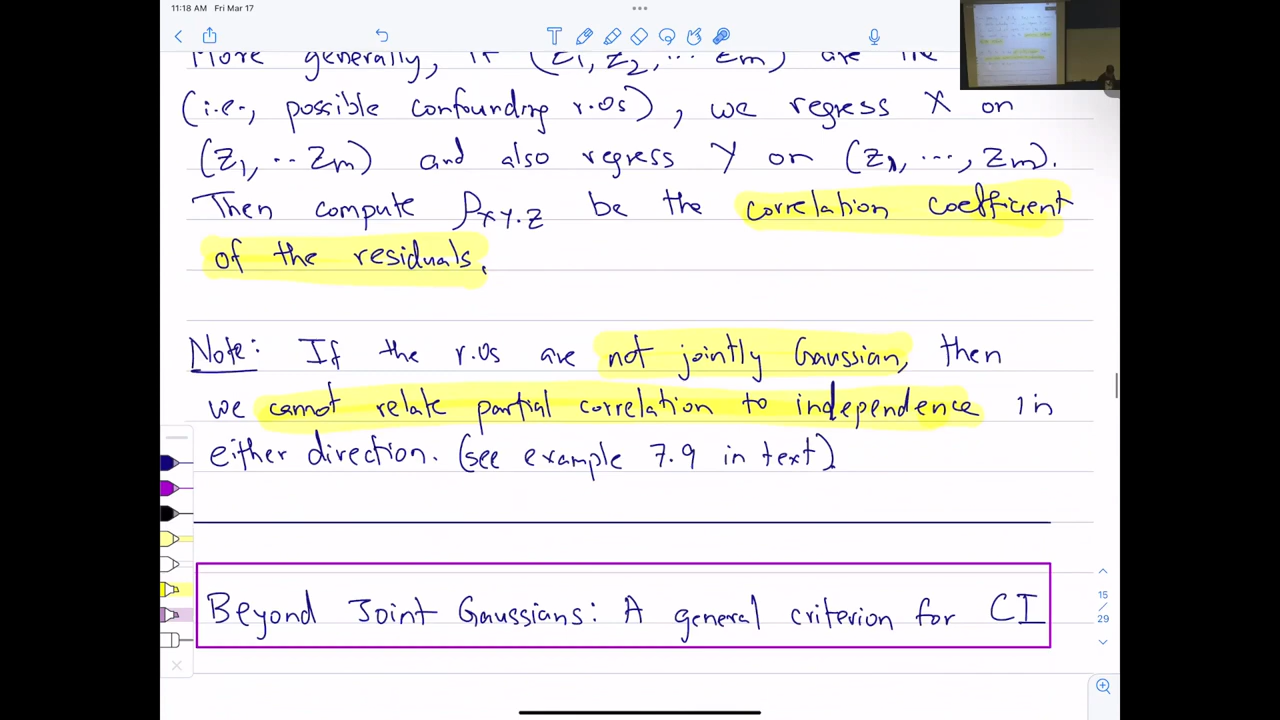 11:18 AM Fri Mar 17
More generally, if (Z1, Z2, ... Zm) are the
(i.e., possible confounding r.vs), we regress X on
(Z1, .. Zm) and also regress Y on (Z1, ..., Zm).
Then compute ρXY.Z be the correlation coefficient
of the residuals.
Note: If the r.vs are not jointly Gaussian, then
we cannot relate partial correlation to independence in
either direction. (see example 7.9 in text)
Beyond Joint Gaussians: A general criterion for CI
15
/
29